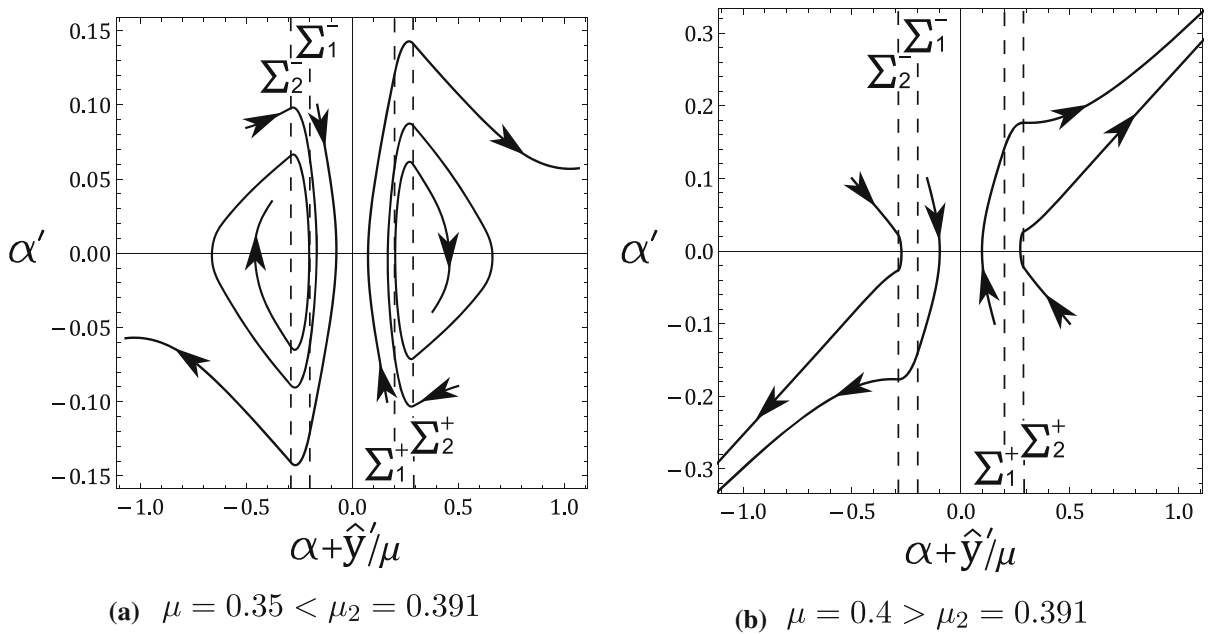 0.15
0.10
0.05
0.00
−0.05
−0.10
−0.15
α′
Σ₁⁻
Σ₂⁻
Σ₁⁺
Σ₂⁺
−1.0 −0.5 0.0 0.5 1.0
α+ŷ′/μ
(a) μ = 0.35 < μ₂ = 0.391
0.3
0.2
0.1
0.0
−0.1
−0.2
−0.3
α′
Σ₁⁻
Σ₂⁻
Σ₂⁺
Σ₁⁺
−1.0 −0.5 0.0 0.5 1.0
α+ŷ′/μ
(b) μ = 0.4 > μ₂ = 0.391